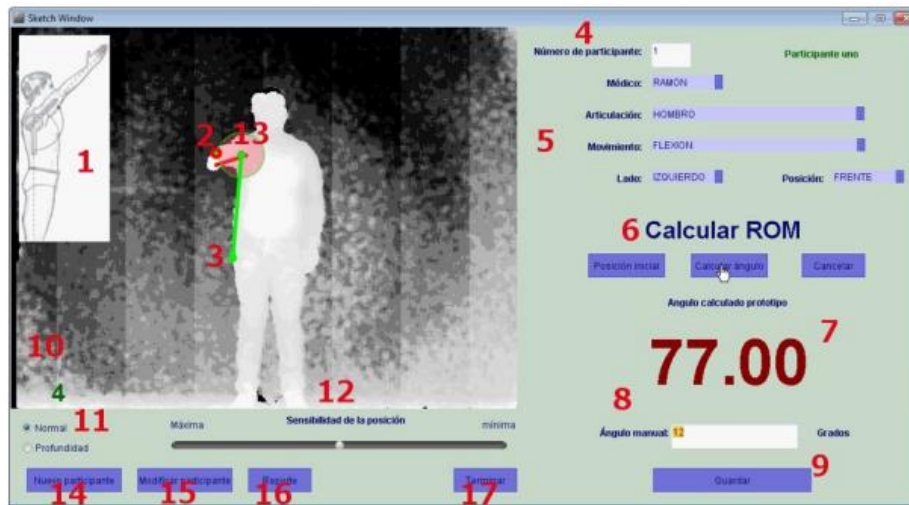 Sketch Window
4
Número de participante: 1 Participante uno
Médico: RAMON
Articulación: HOMBRO
5
Movimiento: FLEXION
Lado: IZQUIERDO Posición: FRENTE
1
2 13
3
6 Calcular ROM
Posición inicial Calcular ángulo Cancelar
Angulo calculado prototipo
77.00 7
10
4
12
8
11
Normal
Profundidad
Máxima Sensibilidad de la posición mínima
Ángulo manual: 12 Grados
9
Nuevo participante Modificar participante Terminar Guardar
14 15 16 17